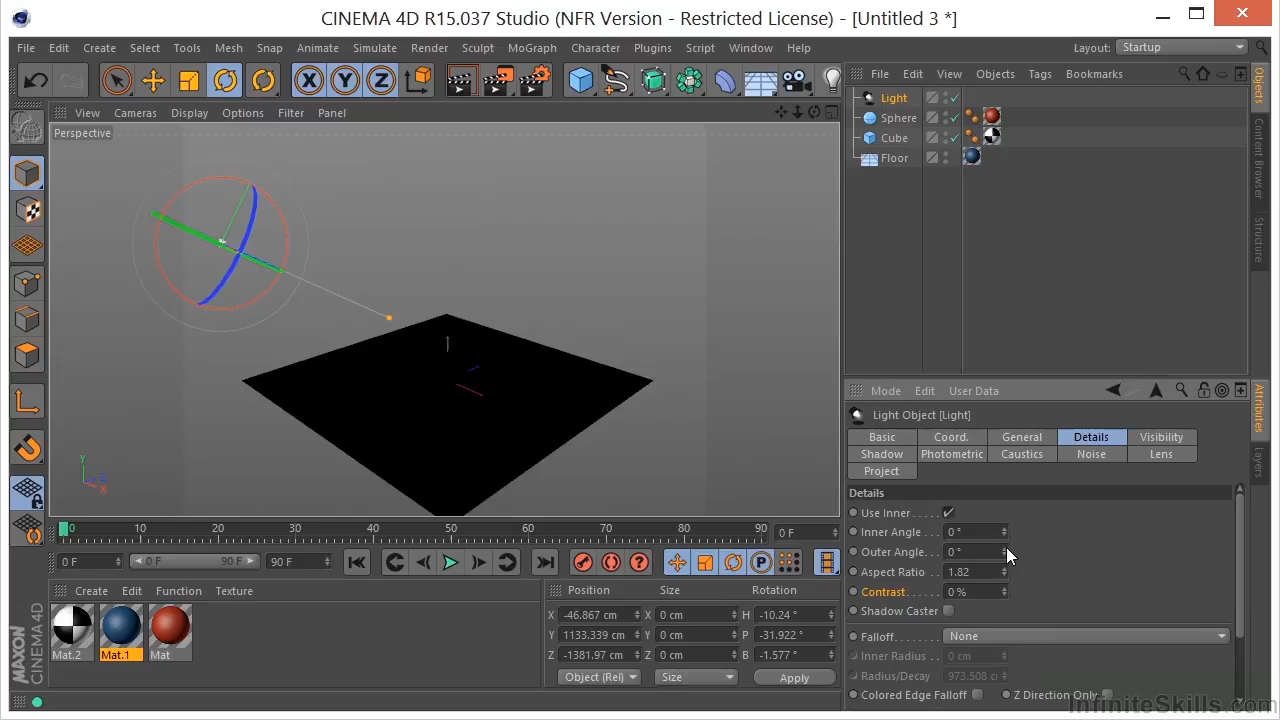 CINEMA 4D R15.037 Studio (NFR Version - Restricted License) - [Untitled 3 *]
File Edit Create Select Tools Mesh Snap Animate Simulate Render Sculpt MoGraph Character Plugins Script Window Help
Layout: Startup
X Y Z
File Edit View Objects Tags Bookmarks
View Cameras Display Options Filter Panel
Perspective
Light
Sphere
Cube
Floor
Objects
Content Browser
Structure
Y
Z
X
Mode Edit User Data
Light Object [Light]
Basic Coord. General Details Visibility
Shadow Photometric Caustics Noise Lens
Project
Attributes
Layers
Details
Use Inner . . . . .
Inner Angle . . . 0 °
Outer Angle. . . 0 °
Aspect Ratio . . 1.82
Contrast. . . . . . 0 %
Shadow Caster
Falloff. . . . . . . . None
Inner Radius . . 0 cm
Radius/Decay 973.508 c
Colored Edge Falloff Z Direction Only
0 10 20 30 40 50 60 70 80 90 0 F
0 F 0 F 90 F 90 F
P
Create Edit Function Texture
Mat.2 Mat.1 Mat
MAXON
CINEMA 4D
Position Size Rotation
X -46.867 cm X 0 cm H -10.24 °
Y 1133.339 cm Y 0 cm P -31.922 °
Z -1381.97 cm Z 0 cm B -1.577 °
Object (Rel) Size Apply
InfiniteSkills.com